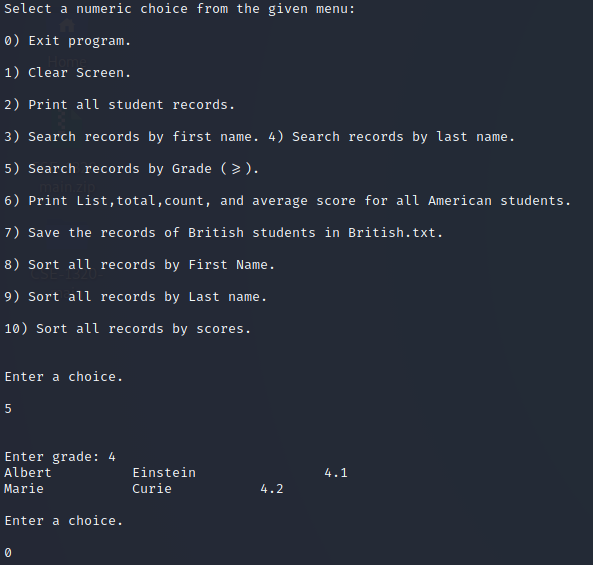 Select a numeric choice from the given menu:
0) Exit program.
1) Clear Screen.
2) Print all student records.
3) Search records by first name. 4) Search records by last name.
5) Search records by Grade (⩾).
6) Print List,total,count, and average score for all American students.
7) Save the records of British students in British.txt.
8) Sort all records by First Name.
9) Sort all records by Last name.
10) Sort all records by scores.
Enter a choice.
5
Enter grade: 4
Albert Einstein 4.1
Marie Curie 4.2
Enter a choice.
0